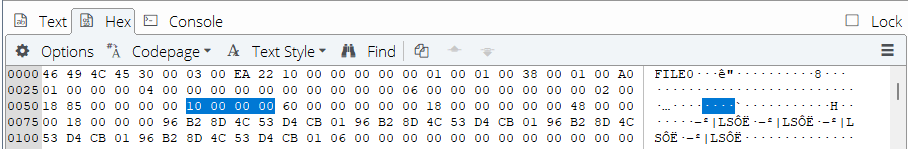 Text Hex Console Lock
Options Codepage Text Style Find
0000 46 49 4C 45 30 00 03 00 EA 22 10 00 00 00 00 00 01 00 01 00 38 00 01 00 A0 FILE0···ê"··········8···
0025 01 00 00 00 04 00 00 00 00 00 00 00 00 00 00 06 00 00 00 00 00 00 00 02 00 ·························
0050 18 85 00 00 00 00 10 00 00 00 60 00 00 00 00 00 18 00 00 00 00 00 48 00 00 ·…········`···········H··
0075 00 18 00 00 00 96 B2 8D 4C 53 D4 CB 01 96 B2 8D 4C 53 D4 CB 01 96 B2 8D 4C ·····–²|LSÔË·–²|LSÔË·–²|L
0100 53 D4 CB 01 96 B2 8D 4C 53 D4 CB 01 06 00 00 00 00 00 00 00 00 00 00 00 00 SÔË·–²|LSÔË·············